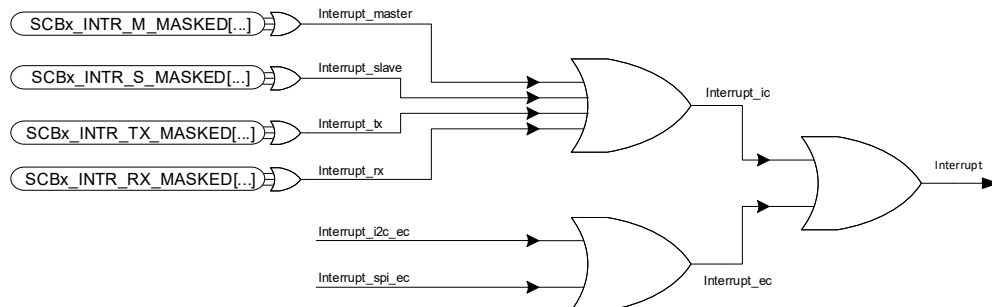 SCBx_INTR_M_MASKED[...]
Interrupt_master
SCBx_INTR_S_MASKED[...]
Interrupt_slave
Interrupt_ic
SCBx_INTR_TX_MASKED[...]
Interrupt_tx
SCBx_INTR_RX_MASKED[...]
Interrupt_rx
Interrupt
Interrupt_i2c_ec
Interrupt_spi_ec
Interrupt_ec